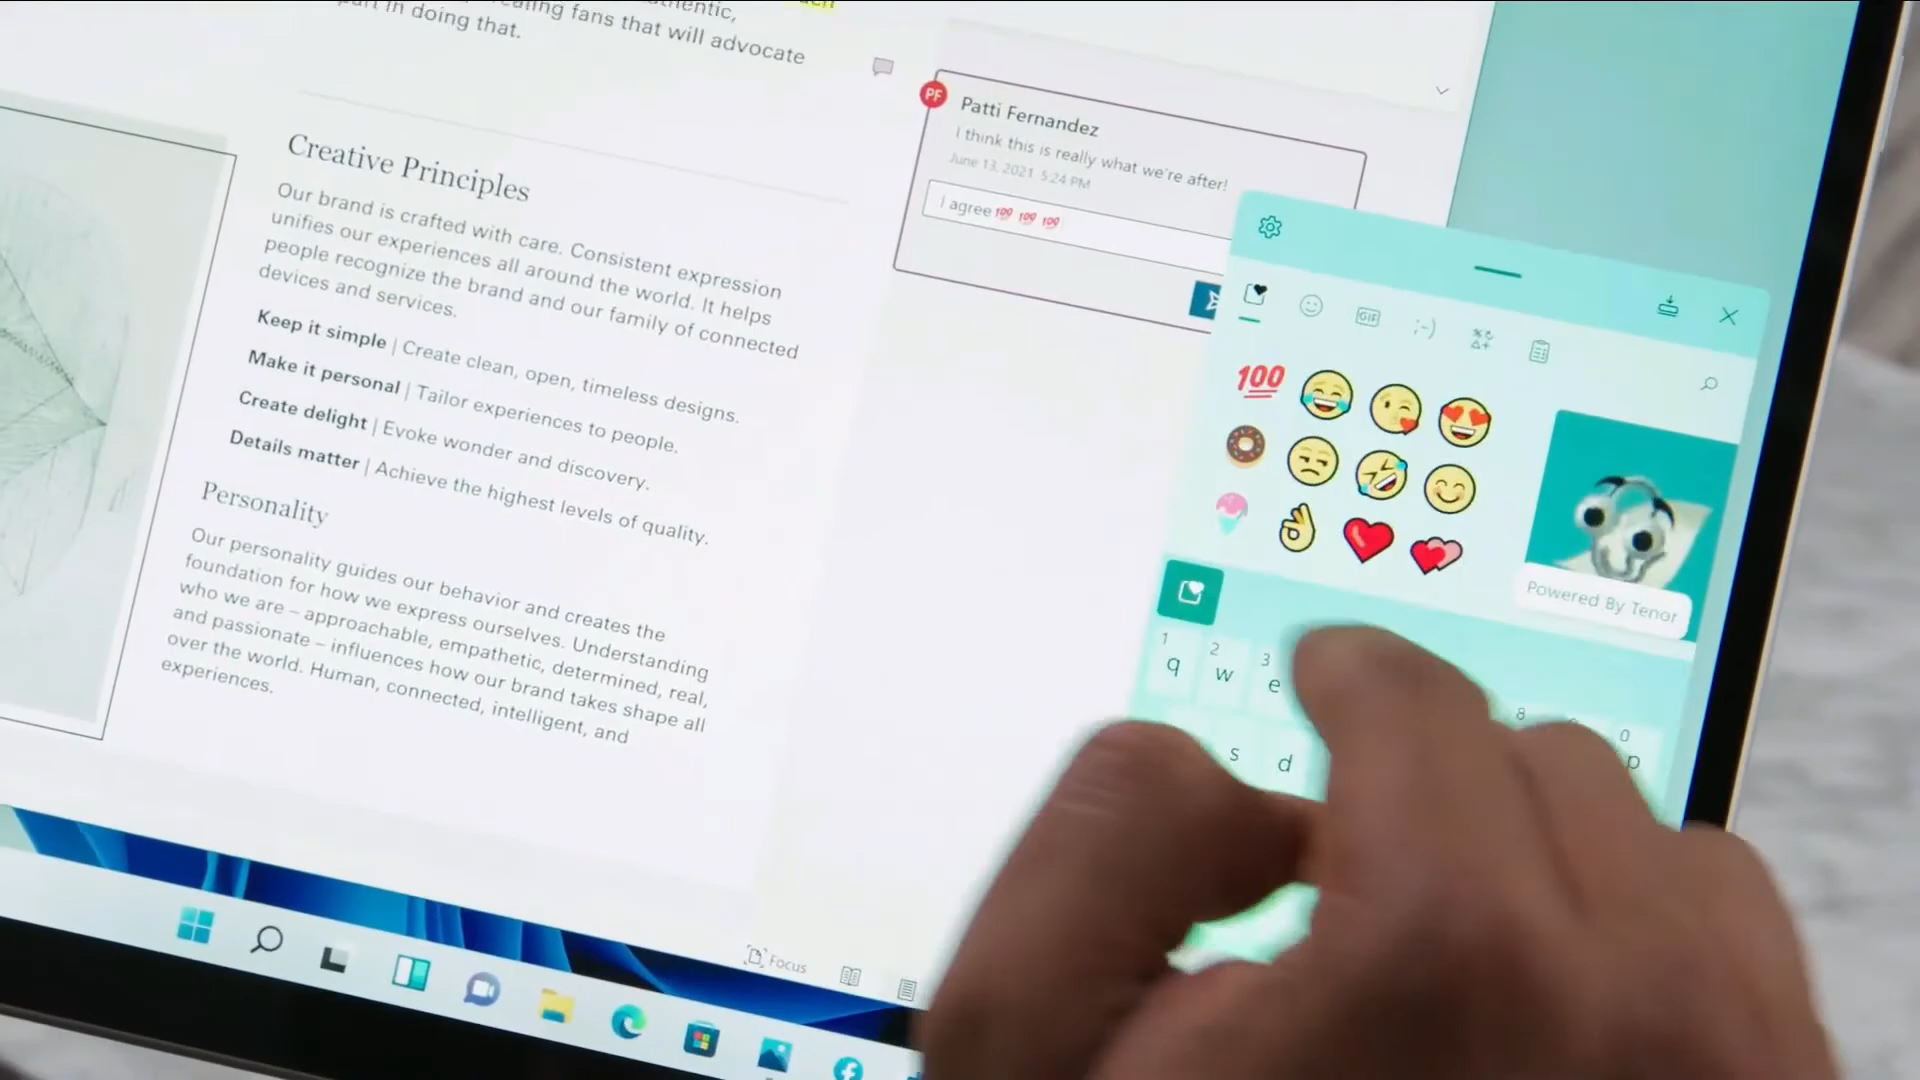 part in doing that.
fans that will advocate
Creative Principles
Our brand is crafted with care. Consistent expression
unifies our experiences all around the world. It helps
people recognize the brand and our family of connected
devices and services.
Keep it simple | Create clean, open, timeless designs.
Make it personal | Tailor experiences to people.
Create delight | Evoke wonder and discovery.
Details matter | Achieve the highest levels of quality.
Personality
Our personality guides our behavior and creates the
foundation for how we express ourselves. Understanding
who we are – approachable, empathetic, determined, real,
and passionate – influences how our brand takes shape all
over the world. Human, connected, intelligent, and
experiences.
PF
Patti Fernandez
I think this is really what we're after!
June 13, 2021 5:24 PM
I agree 💯 💯 💯
GIF
;-)
100
Powered By Tenor
1 2 3 8 0
q w e p
s d
Focus